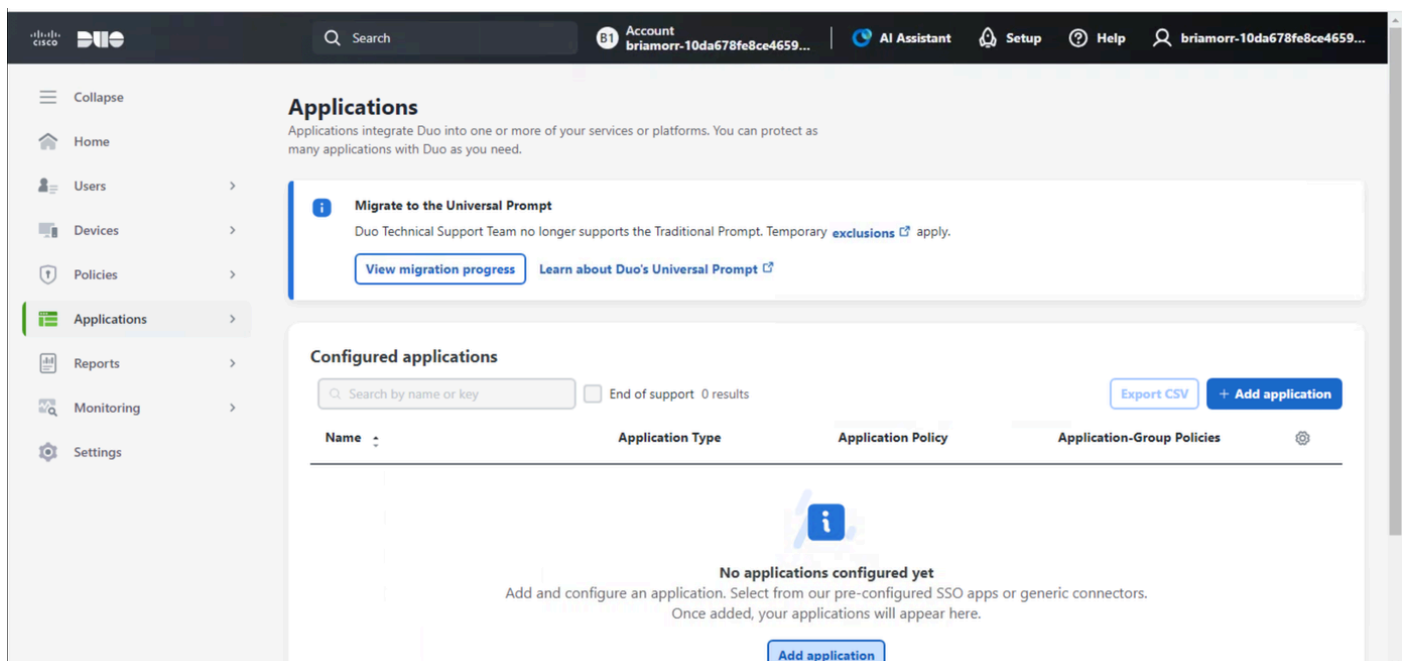 cisco DUO
Search
B1 Account
briamorr-10da678fe8ce4659...
AI Assistant
Setup
Help
briamorr-10da678fe8ce4659...
Collapse
Home
Users
Devices
Policies
Applications
Reports
Monitoring
Settings
Applications
Applications integrate Duo into one or more of your services or platforms. You can protect as
many applications with Duo as you need.
Migrate to the Universal Prompt
Duo Technical Support Team no longer supports the Traditional Prompt. Temporary exclusions apply.
View migration progress Learn about Duo's Universal Prompt
Configured applications
Search by name or key End of support 0 results Export CSV + Add application
Name Application Type Application Policy Application-Group Policies
No applications configured yet
Add and configure an application. Select from our pre-configured SSO apps or generic connectors.
Once added, your applications will appear here.
Add application